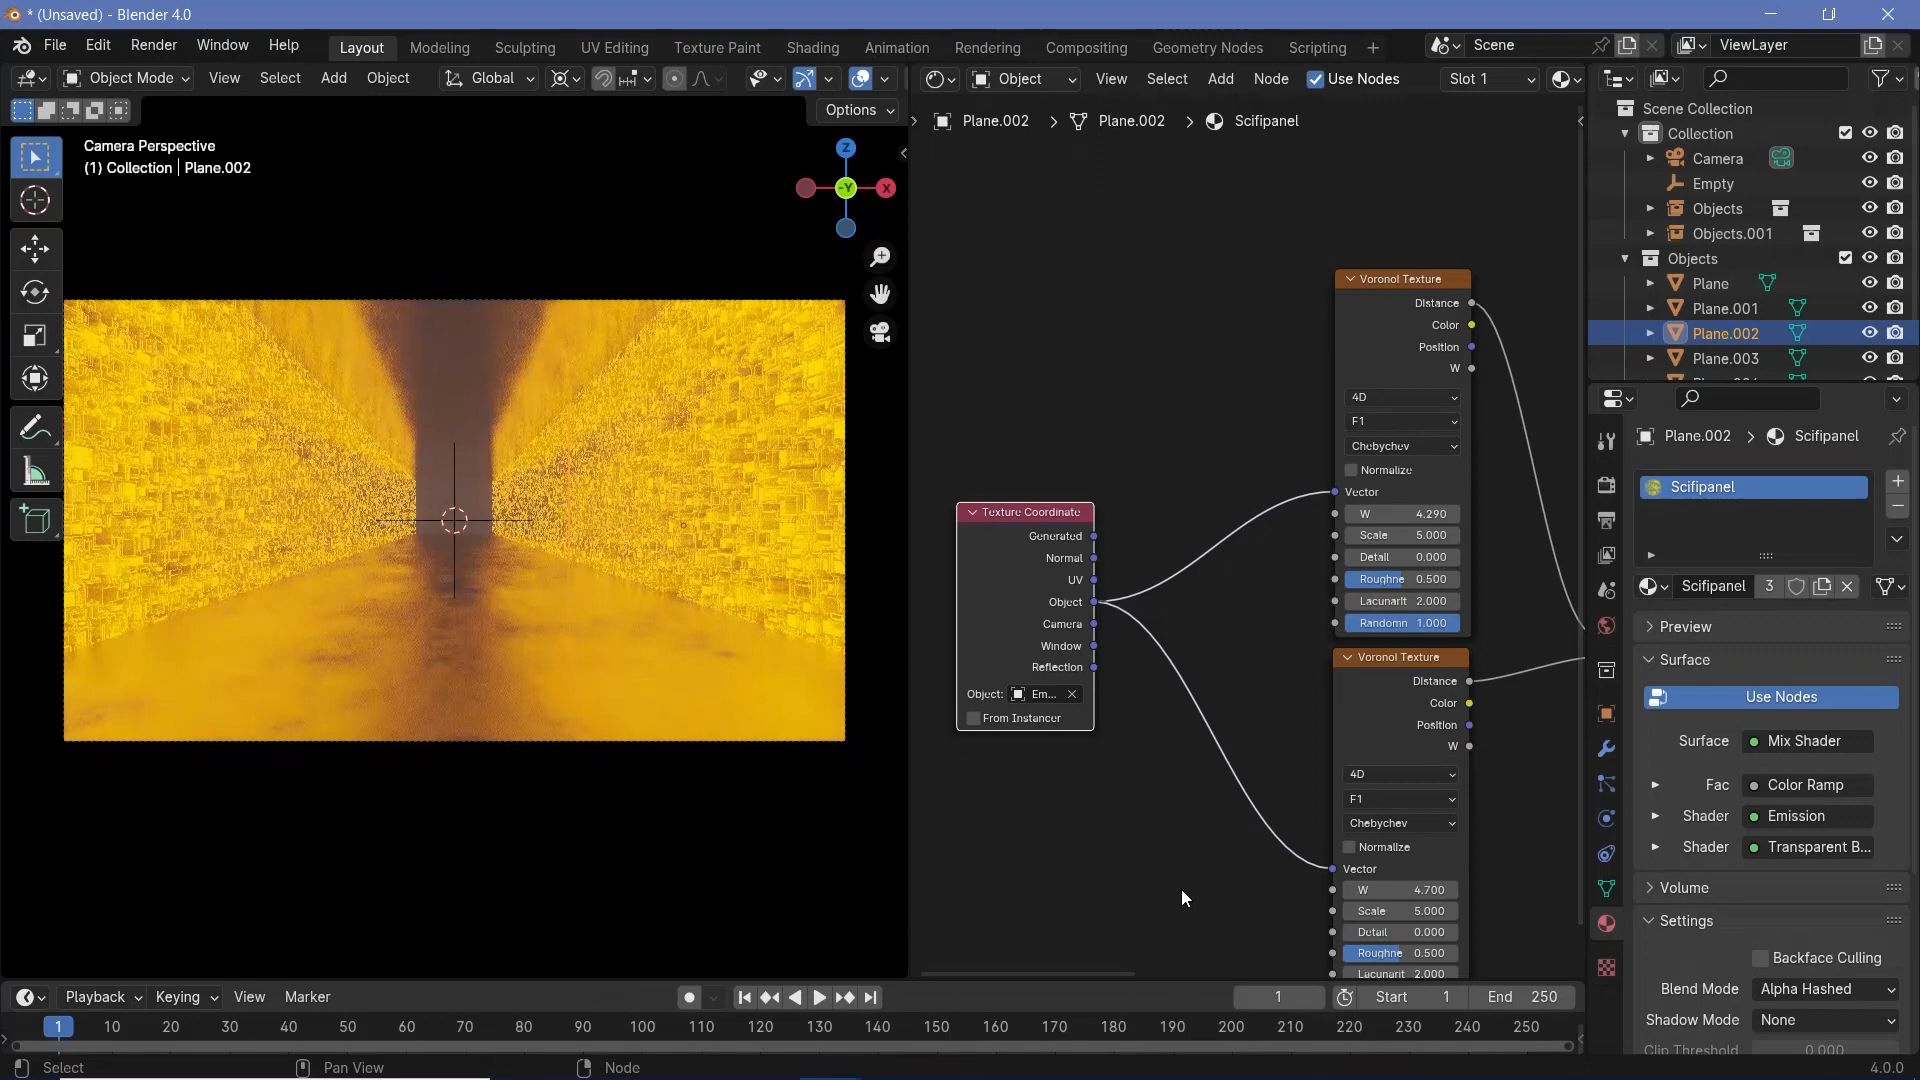 * (Unsaved) - Blender 4.0
File Edit Render Window Help
Layout Modeling Sculpting UV Editing Texture Paint Shading Animation Rendering Compositing Geometry Nodes Scripting +
Scene
ViewLayer
Object Mode View Select Add Object Global
Object View Select Add Node Use Nodes Slot 1
Options
Camera Perspective
(1) Collection | Plane.002
Z
-Y
X
Plane.002 > Plane.002 > Scifipanel
Texture Coordinate
Generated
Normal
UV
Object
Camera
Window
Reflection
Object: Em...
From Instancer
Voronoi Texture
Distance
Color
Position
W
4D
F1
Chebychev
Normalize
Vector
W 4.290
Scale 5.000
Detail 0.000
Roughne 0.500
Lacunarit 2.000
Randomn 1.000
Voronoi Texture
Distance
Color
Position
W
4D
F1
Chebychev
Normalize
Vector
W 4.700
Scale 5.000
Detail 0.000
Roughne 0.500
Lacunarit 2.000
Scene Collection
Collection
Camera
Empty
Objects
Objects.001
Objects
Plane
Plane.001
Plane.002
Plane.003
Plane.002 > Scifipanel
Scifipanel
Scifipanel 3
Preview
Surface
Use Nodes
Surface Mix Shader
Fac Color Ramp
Shader Emission
Shader Transparent B...
Volume
Settings
Backface Culling
Blend Mode Alpha Hashed
Shadow Mode None
Clip Threshold 0.000
Playback Keying View Marker
1 Start 1 End 250
1 10 20 30 40 50 60 70 80 90 100 110 120 130 140 150 160 170 180 190 200 210 220 230 240 250
Select Pan View Node 4.0.0